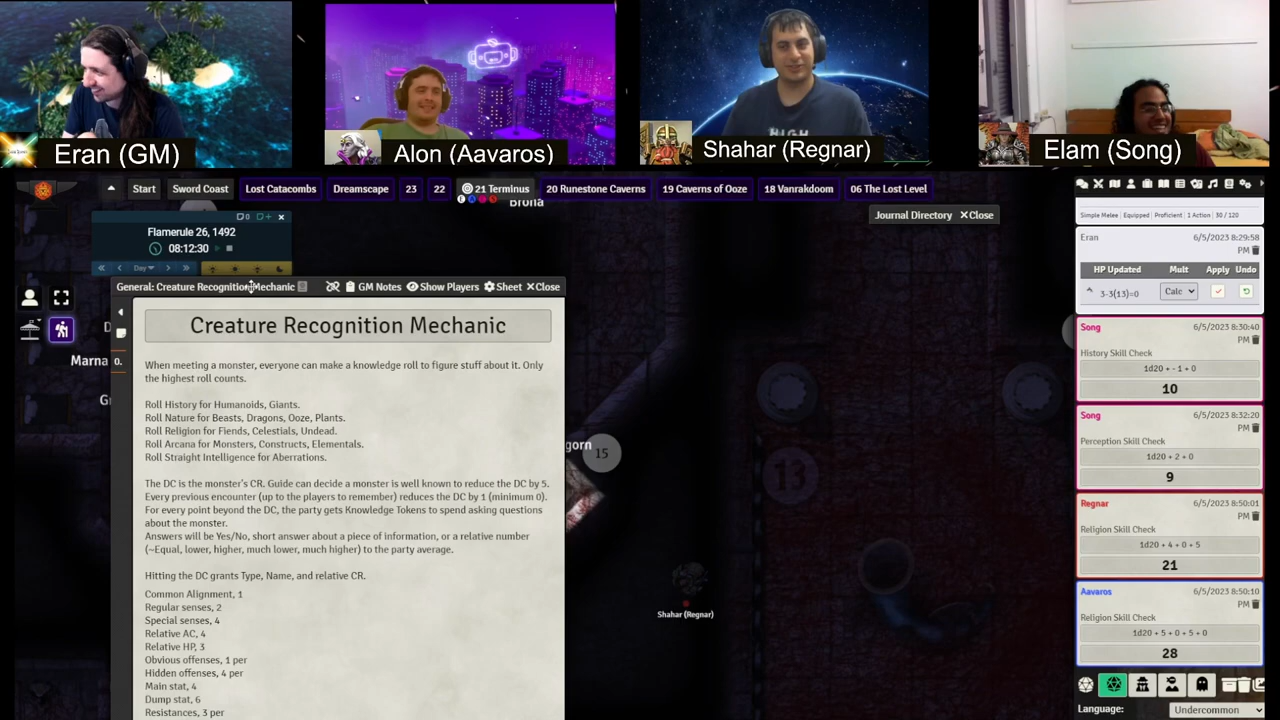 HIGH
Eran (GM)
Alon (Aavaros)
Shahar (Regnar)
Elam (Song)
Start
Sword Coast
Lost Catacombs
Dreamscape
23
22
21 Terminus
20 Runestone Caverns
19 Caverns of Ooze
18 Vanrakdoom
06 The Lost Level
Brona
Journal Directory
Close
0
Flamerule 26, 1492
08:12:30
Day
General: Creature Recognition Mechanic
GM Notes
Show Players
Sheet
Close
0.
Marna
gorn
15
13
Shahar (Regnar)
Creature Recognition Mechanic
When meeting a monster, everyone can make a knowledge roll to figure stuff about it. Only
the highest roll counts.
Roll History for Humanoids, Giants.
Roll Nature for Beasts, Dragons, Ooze, Plants.
Roll Religion for Fiends, Celestials, Undead.
Roll Arcana for Monsters, Constructs, Elementals.
Roll Straight Intelligence for Aberrations.
The DC is the monster's CR. Guide can decide a monster is well known to reduce the DC by 5.
Every previous encounter (up to the players to remember) reduces the DC by 1 (minimum 0).
For every point beyond the DC, the party gets Knowledge Tokens to spend asking questions
about the monster.
Answers will be Yes/No, short answer about a piece of information, or a relative number
(~Equal, lower, higher, much lower, much higher) to the party average.
Hitting the DC grants Type, Name, and relative CR.
Common Alignment, 1
Regular senses, 2
Special senses, 4
Relative AC, 4
Relative HP, 3
Obvious offenses, 1 per
Hidden offenses, 4 per
Main stat, 4
Dump stat, 6
Resistances, 3 per
Simple Melee | Equipped | Proficient | 1 Action | 30 / 120
Eran
6/5/2023 8:29:58
PM
HP Updated Mult Apply Undo
3-3(13)=0
Calc
Song
6/5/2023 8:30:40
PM
History Skill Check
1d20 + - 1 + 0
10
Song
6/5/2023 8:32:20
PM
Perception Skill Check
1d20 + 2 + 0
9
Regnar
6/5/2023 8:50:01
PM
Religion Skill Check
1d20 + 4 + 0 + 5
21
Aavaros
6/5/2023 8:50:10
PM
Religion Skill Check
1d20 + 5 + 0 + 5 + 0
28
Language:
Undercommon